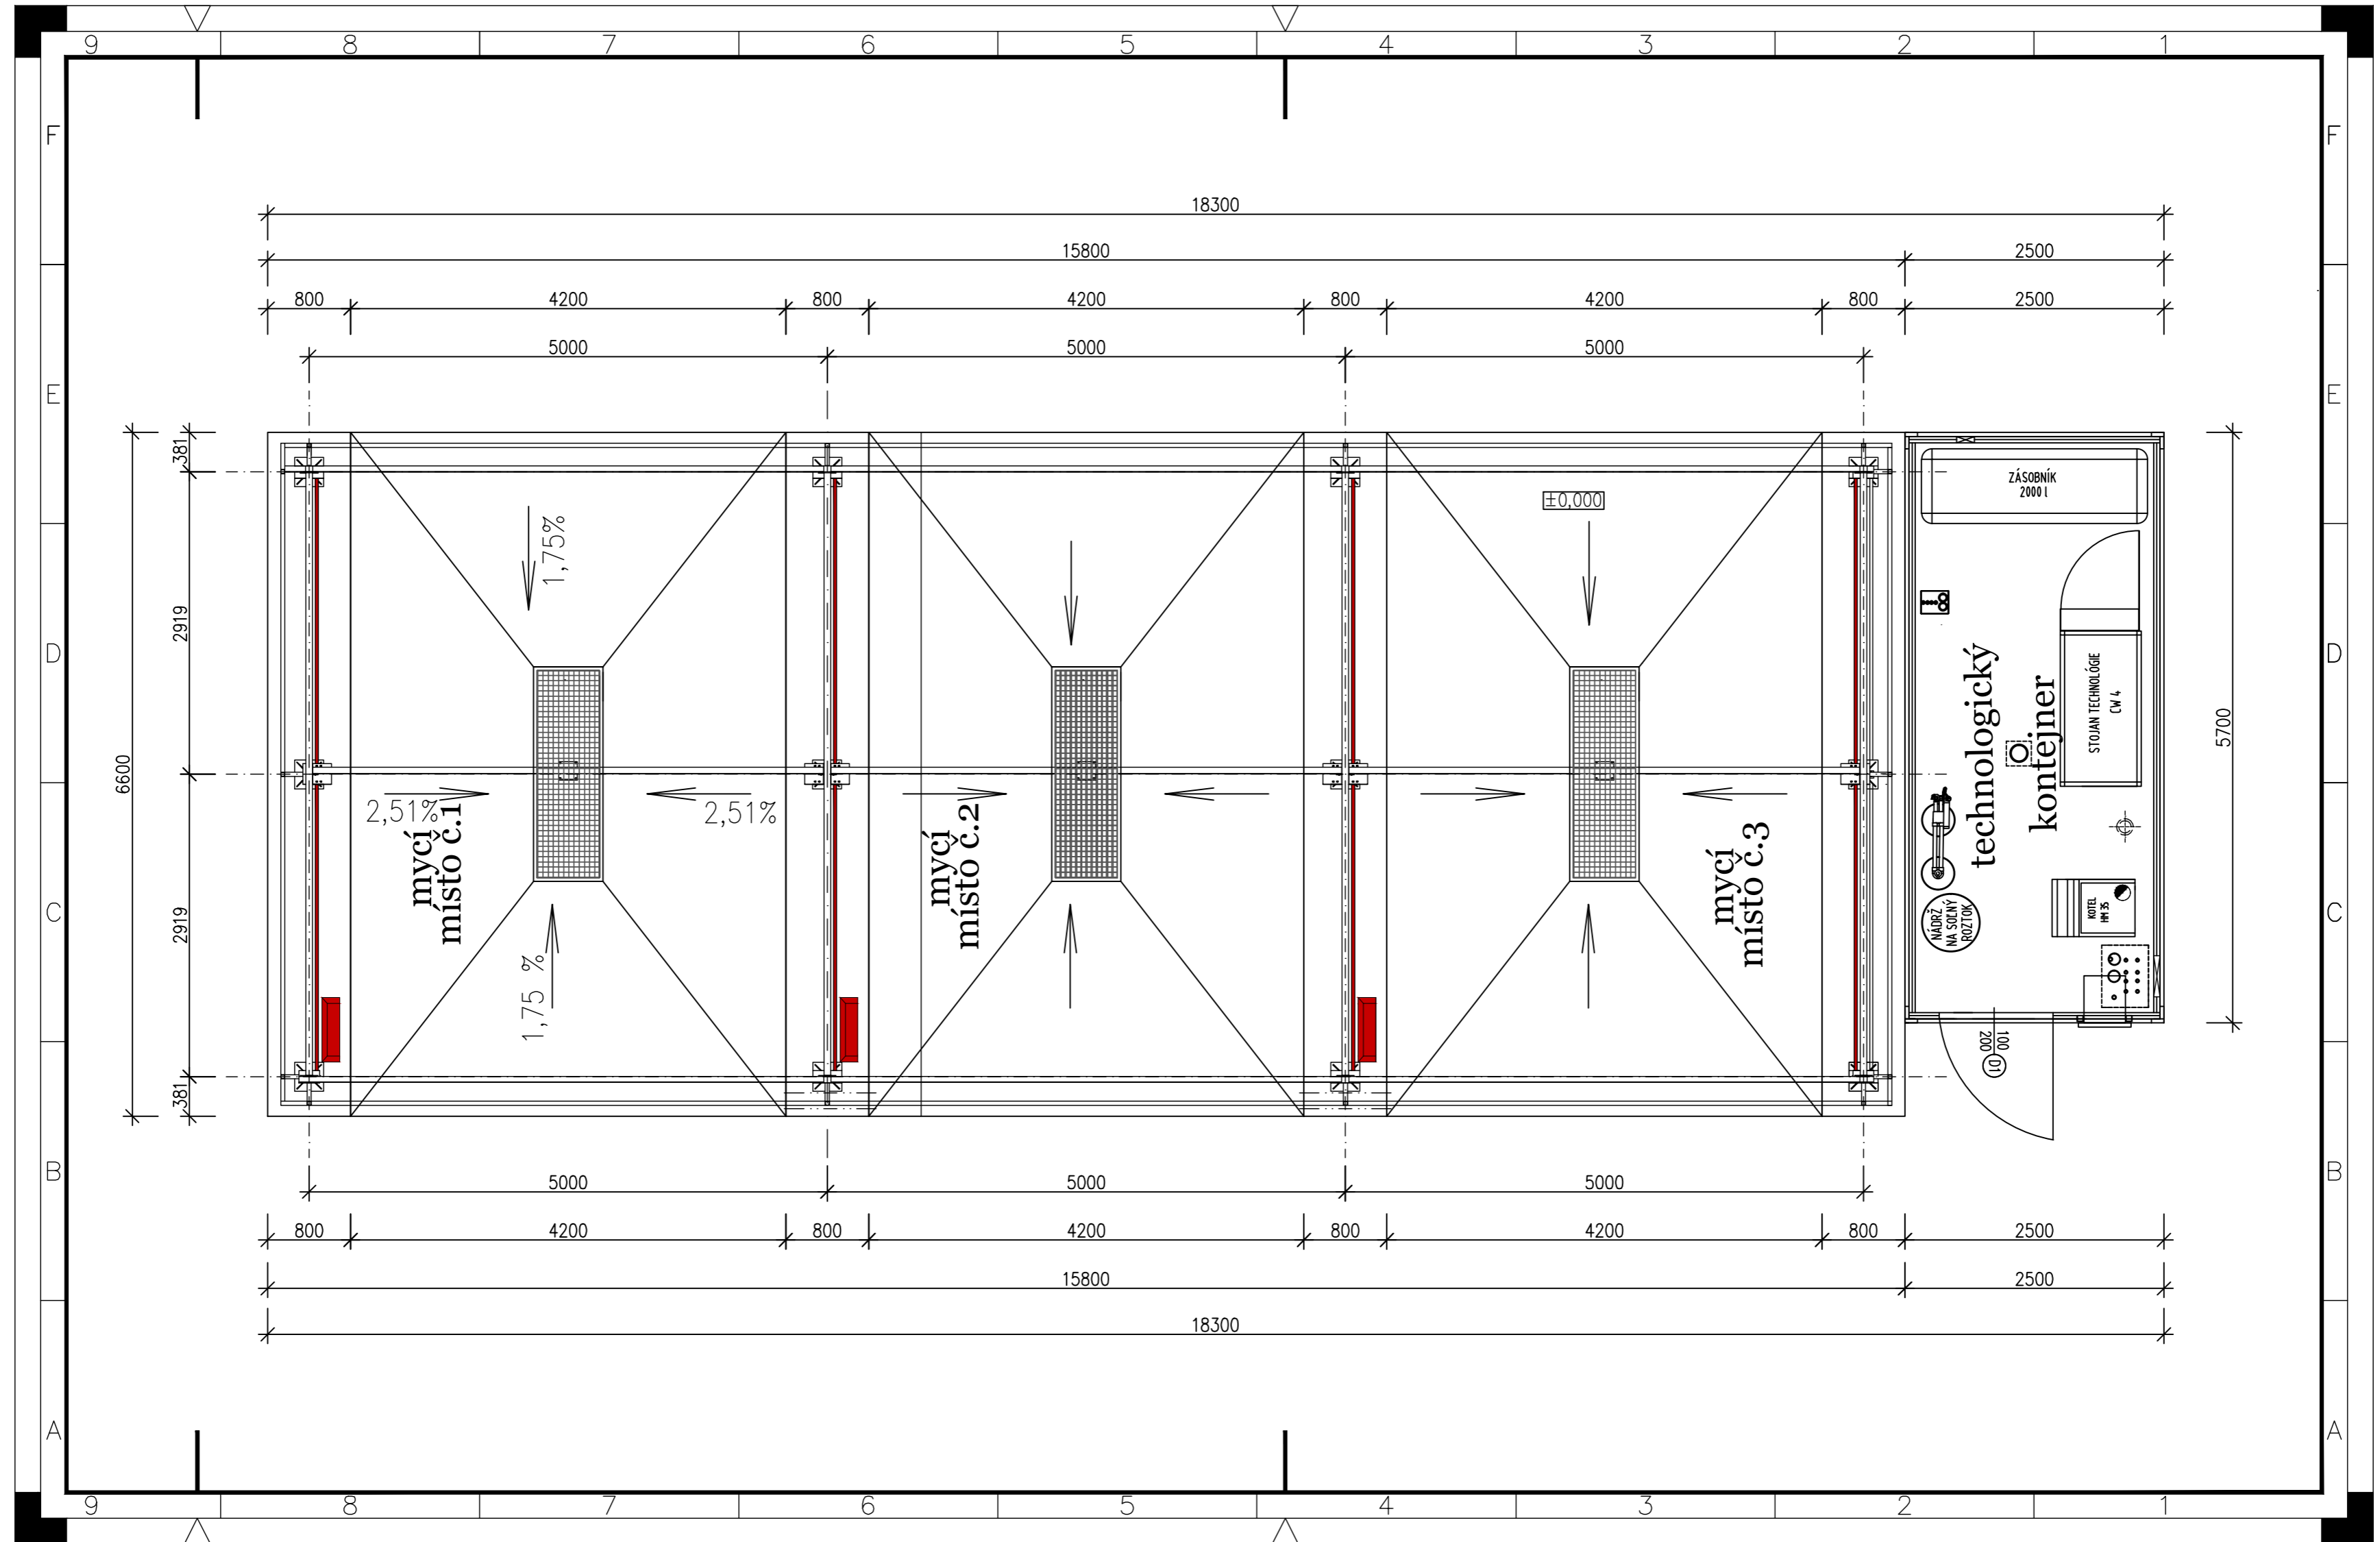 9 8 7 6 5 4 3 2 1
F
F
18300
15800
2500
800
4200
800
4200
800
4200
800
2500
5000
5000
5000
E
E
381
2919
2919
381
6600
5700
ZÁSOBNÍK
2000 l
±0,000
1,75%
D
D
STOJAN TECHNOLÓGIE
CW 4
technologický
kontejner
2,51%
2,51%
mycí
místo č.1
mycí
místo č.2
mycí
místo č.3
1,75 %
C
C
KOTEL
HM 35
NÁDRŽ
NA SOLNÝ
ROZTOK
100
200
D1
B
B
5000
5000
5000
800
4200
800
4200
800
4200
800
2500
15800
2500
18300
A
A
9 8 7 6 5 4 3 2 1